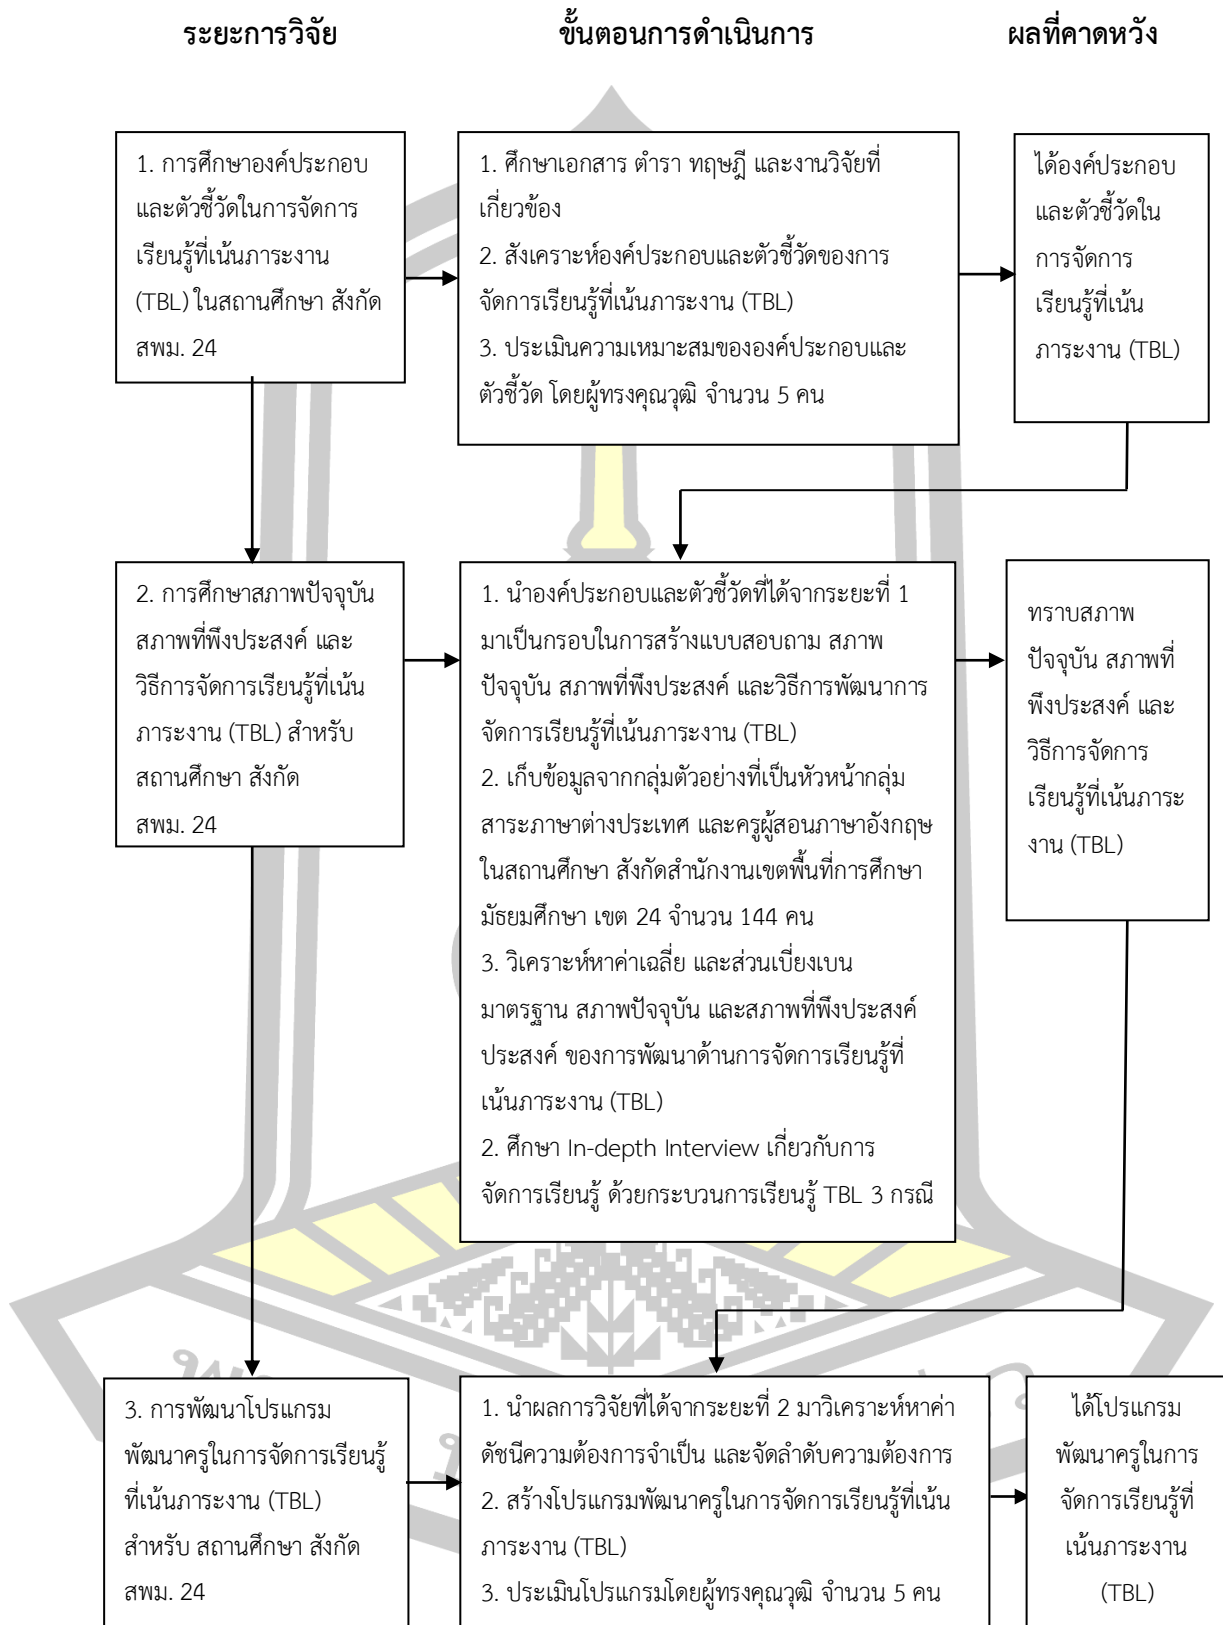 ระยะการวิจัย
ขั้นตอนการดำเนินการ
ผลที่คาดหวัง
1. การศึกษาองค์ประกอบ
และตัวชี้วัดในการจัดการ
เรียนรู้ที่เน้นภาระงาน
(TBL) ในสถานศึกษา สังกัด
สพม. 24
1. ศึกษาเอกสาร ตำรา ทฤษฎี และงานวิจัยที่
เกี่ยวข้อง
2. สังเคราะห์องค์ประกอบและตัวชี้วัดของการ
จัดการเรียนรู้ที่เน้นภาระงาน (TBL)
3. ประเมินความเหมาะสมขององค์ประกอบและ
ตัวชี้วัด โดยผู้ทรงคุณวุฒิ จำนวน 5 คน
ได้องค์ประกอบ
และตัวชี้วัดใน
การจัดการ
เรียนรู้ที่เน้น
ภาระงาน (TBL)
2. การศึกษาสภาพปัจจุบัน
สภาพที่พึงประสงค์ และ
วิธีการจัดการเรียนรู้ที่เน้น
ภาระงาน (TBL) สำหรับ
สถานศึกษา สังกัด
สพม. 24
1. นำองค์ประกอบและตัวชี้วัดที่ได้จากระยะที่ 1
มาเป็นกรอบในการสร้างแบบสอบถาม สภาพ
ปัจจุบัน สภาพที่พึงประสงค์ และวิธีการพัฒนาการ
จัดการเรียนรู้ที่เน้นภาระงาน (TBL)
2. เก็บข้อมูลจากกลุ่มตัวอย่างที่เป็นหัวหน้ากลุ่ม
สาระภาษาต่างประเทศ และครูผู้สอนภาษาอังกฤษ
ในสถานศึกษา สังกัดสำนักงานเขตพื้นที่การศึกษา
มัธยมศึกษา เขต 24 จำนวน 144 คน
3. วิเคราะห์หาค่าเฉลี่ย และส่วนเบี่ยงเบน
มาตรฐาน สภาพปัจจุบัน และสภาพที่พึงประสงค์
ประสงค์ ของการพัฒนาด้านการจัดการเรียนรู้ที่
เน้นภาระงาน (TBL)
2. ศึกษา In-depth Interview เกี่ยวกับการ
จัดการเรียนรู้ ด้วยกระบวนการเรียนรู้ TBL 3 กรณี
ทราบสภาพ
ปัจจุบัน สภาพที่
พึงประสงค์ และ
วิธีการจัดการ
เรียนรู้ที่เน้นภาระ
งาน (TBL)
3. การพัฒนาโปรแกรม
พัฒนาครูในการจัดการเรียนรู้
ที่เน้นภาระงาน (TBL)
สำหรับ สถานศึกษา สังกัด
สพม. 24
1. นำผลการวิจัยที่ได้จากระยะที่ 2 มาวิเคราะห์หาค่า
ดัชนีความต้องการจำเป็น และจัดลำดับความต้องการ
2. สร้างโปรแกรมพัฒนาครูในการจัดการเรียนรู้ที่เน้น
ภาระงาน (TBL)
3. ประเมินโปรแกรมโดยผู้ทรงคุณวุฒิ จำนวน 5 คน
ได้โปรแกรม
พัฒนาครูในการ
จัดการเรียนรู้ที่
เน้นภาระงาน
(TBL)